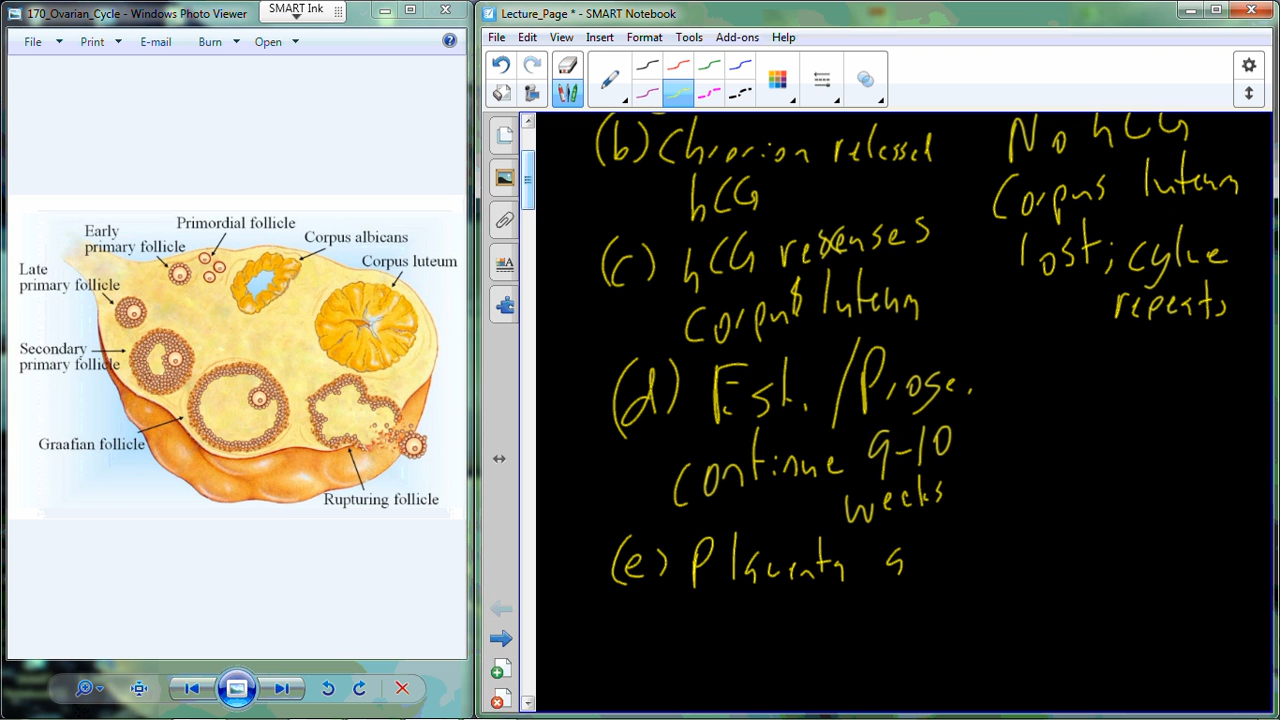 170_Ovarian_Cycle - Windows Photo Viewer
SMART Ink
File Print E-mail Burn Open
Early
primary follicle
Primordial follicle
Corpus albicans
Late
primary follicle
Corpus luteum
Secondary
primary follicle
Graafian follicle
Rupturing follicle
Lecture_Page * - SMART Notebook
File Edit View Insert Format Tools Add-ons Help
(b) Chrorion released
hCG
(c) hCG
corpus luteum
(d) Est. / Proge.
continue 9-10
weeks
(e) Placenta a
No hCG
Corpus luteum
lost; cylce
repeats